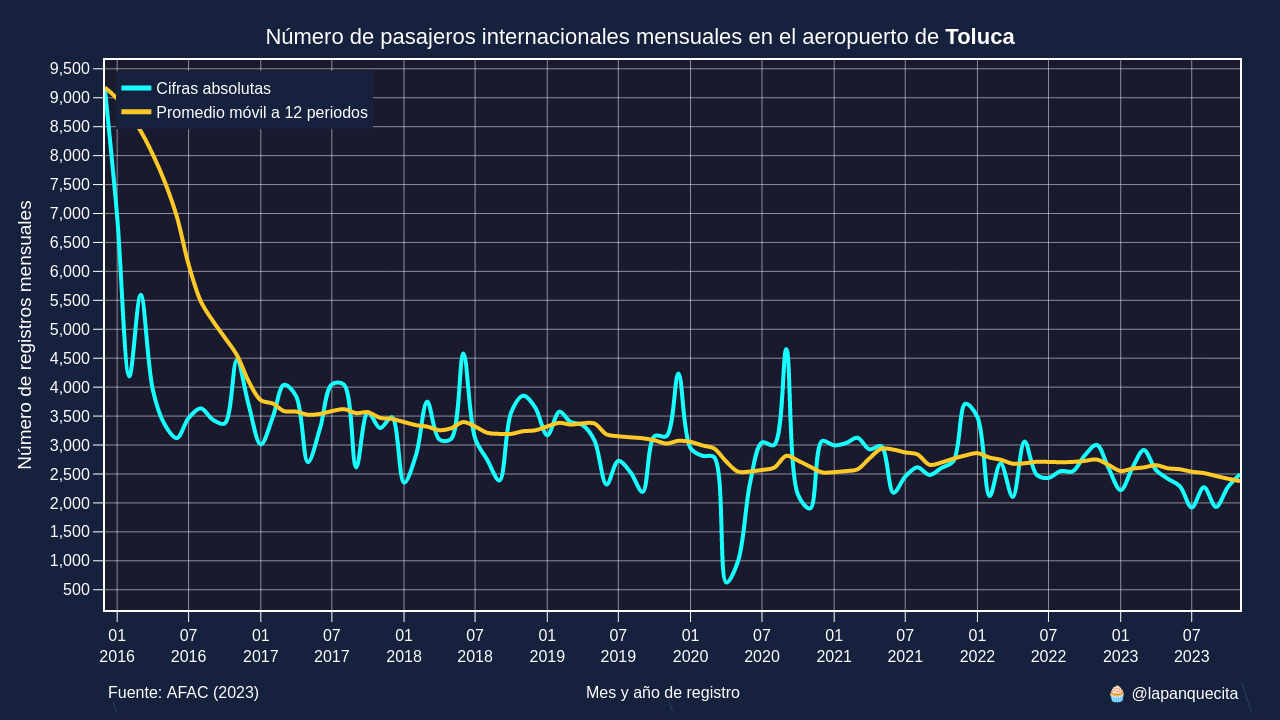 Número de pasajeros internacionales mensuales en el aeropuerto de Toluca
Número de registros mensuales
9,500
9,000
8,500
8,000
7,500
7,000
6,500
6,000
5,500
5,000
4,500
4,000
3,500
3,000
2,500
2,000
1,500
1,000
500
Cifras absolutas
Promedio móvil a 12 periodos
01 07 01 07 01 07 01 07 01 07 01 07 01 07 01 07
2016 2016 2017 2017 2018 2018 2019 2019 2020 2020 2021 2021 2022 2022 2023 2023
Fuente: AFAC (2023)
Mes y año de registro
🧁 @lapanquecita